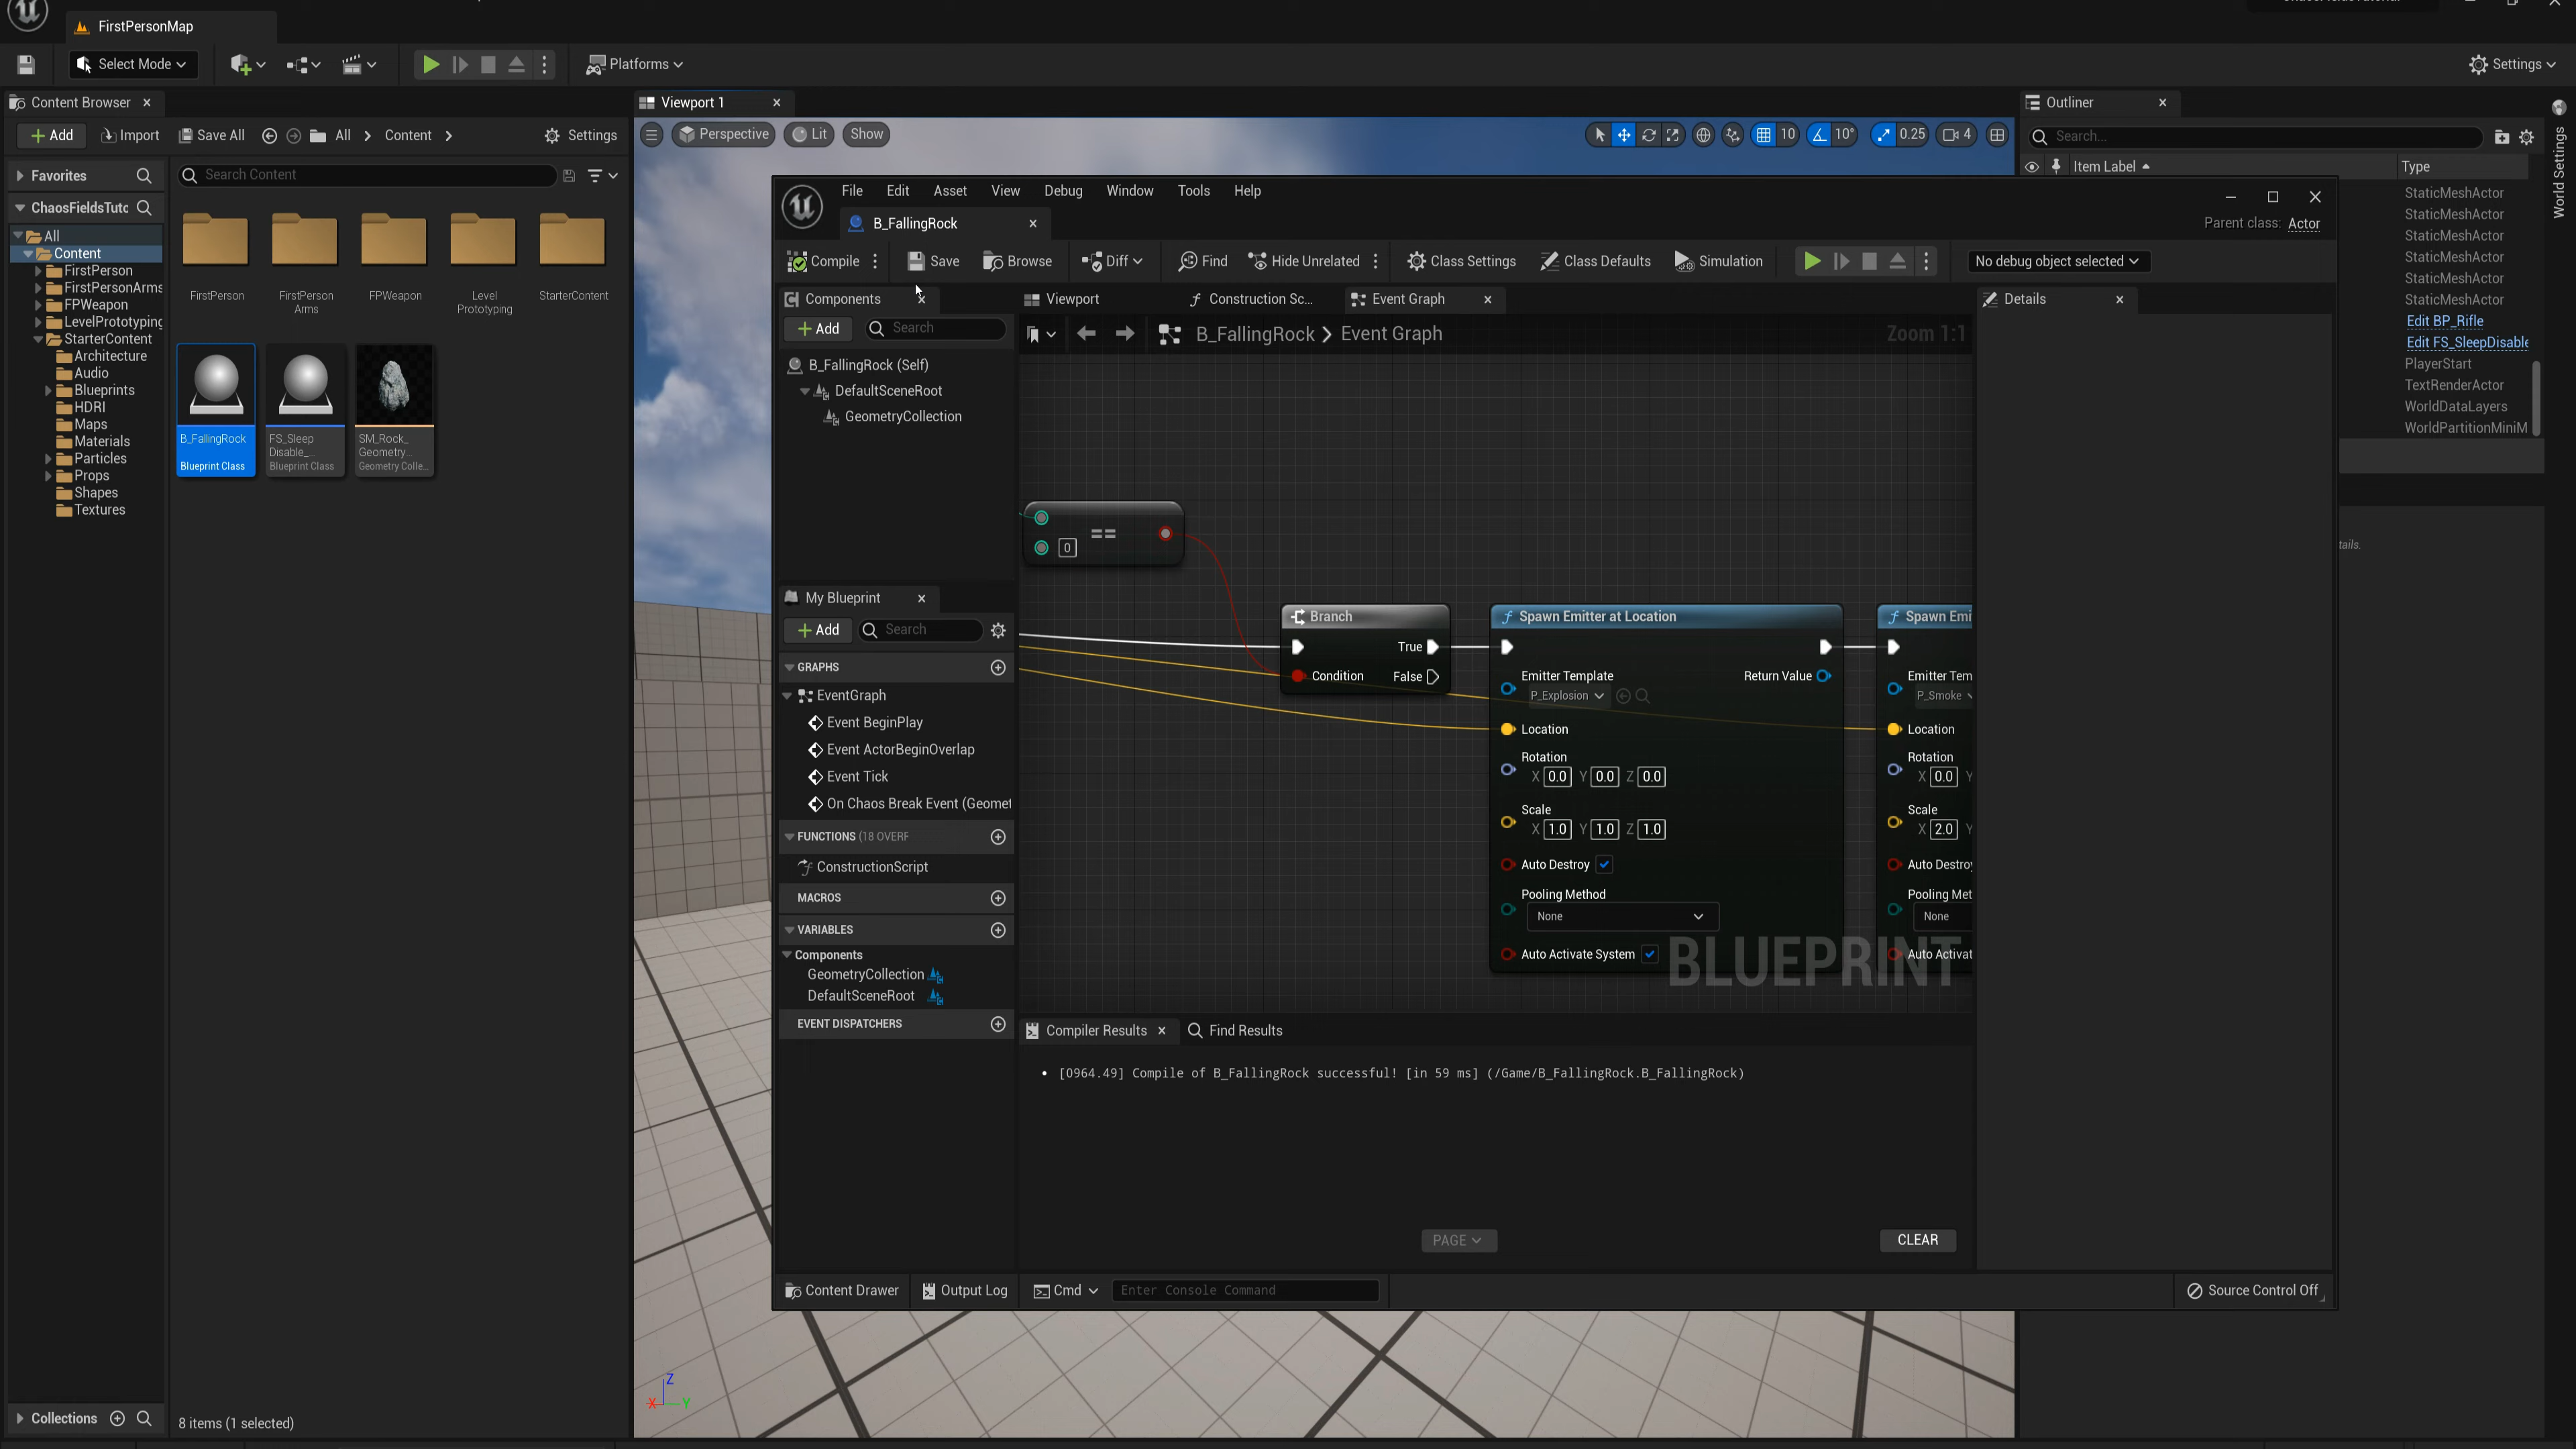 FirstPersonMap
Select Mode
Platforms
Settings
Content Browser
Add
Import
Save All
All
Content
Settings
Favorites
Search Content
ChaosFieldsTuto
All
Content
FirstPerson
FirstPersonArms
FPWeapon
LevelPrototyping
StarterContent
Architecture
Audio
Blueprints
HDRI
Maps
Materials
Particles
Props
Shapes
Textures
FirstPerson
FirstPerson
Arms
FPWeapon
Level
Prototyping
StarterContent
B_FallingRock
Blueprint Class
FS_Sleep
Disable_
Blueprint Class
SM_Rock_
Geometry...
Geometry Colle...
Collections
8 items (1 selected)
Viewport 1
Perspective
Lit
Show
10
10°
0.25
4
Outliner
Search...
Item Label
Type
StaticMeshActor
StaticMeshActor
StaticMeshActor
StaticMeshActor
StaticMeshActor
StaticMeshActor
Edit BP_Rifle
Edit FS_SleepDisable
PlayerStart
TextRenderActor
WorldDataLayers
WorldPartitionMiniM
tails.
World Settings
File
Edit
Asset
View
Debug
Window
Tools
Help
B_FallingRock
Parent class: Actor
Compile
Save
Browse
Diff
Find
Hide Unrelated
Class Settings
Class Defaults
Simulation
No debug object selected
Components
Add
Search
B_FallingRock (Self)
DefaultSceneRoot
GeometryCollection
My Blueprint
Add
Search
GRAPHS
EventGraph
Event BeginPlay
Event ActorBeginOverlap
Event Tick
On Chaos Break Event (Geomet
FUNCTIONS (18 OVERF
ConstructionScript
MACROS
VARIABLES
Components
GeometryCollection
DefaultSceneRoot
EVENT DISPATCHERS
Viewport
Construction Sc...
Event Graph
B_FallingRock > Event Graph
Zoom 1:1
==
0
Branch
True
Condition
False
Spawn Emitter at Location
Emitter Template
Return Value
P_Explosion
Location
Rotation
X 0.0 Y 0.0 Z 0.0
Scale
X 1.0 Y 1.0 Z 1.0
Auto Destroy
Pooling Method
None
Auto Activate System
Spawn Emi
Emitter Tem
P_Smoke
Location
Rotation
X 0.0 Y
Scale
X 2.0 Y
Auto Destroy
Pooling Met
None
Auto Activat
BLUEPRINT
Details
Compiler Results
Find Results
• [0964.49] Compile of B_FallingRock successful! [in 59 ms] (/Game/B_FallingRock.B_FallingRock)
PAGE
CLEAR
Content Drawer
Output Log
Cmd
Enter Console Command
Source Control Off
Z
X
Y